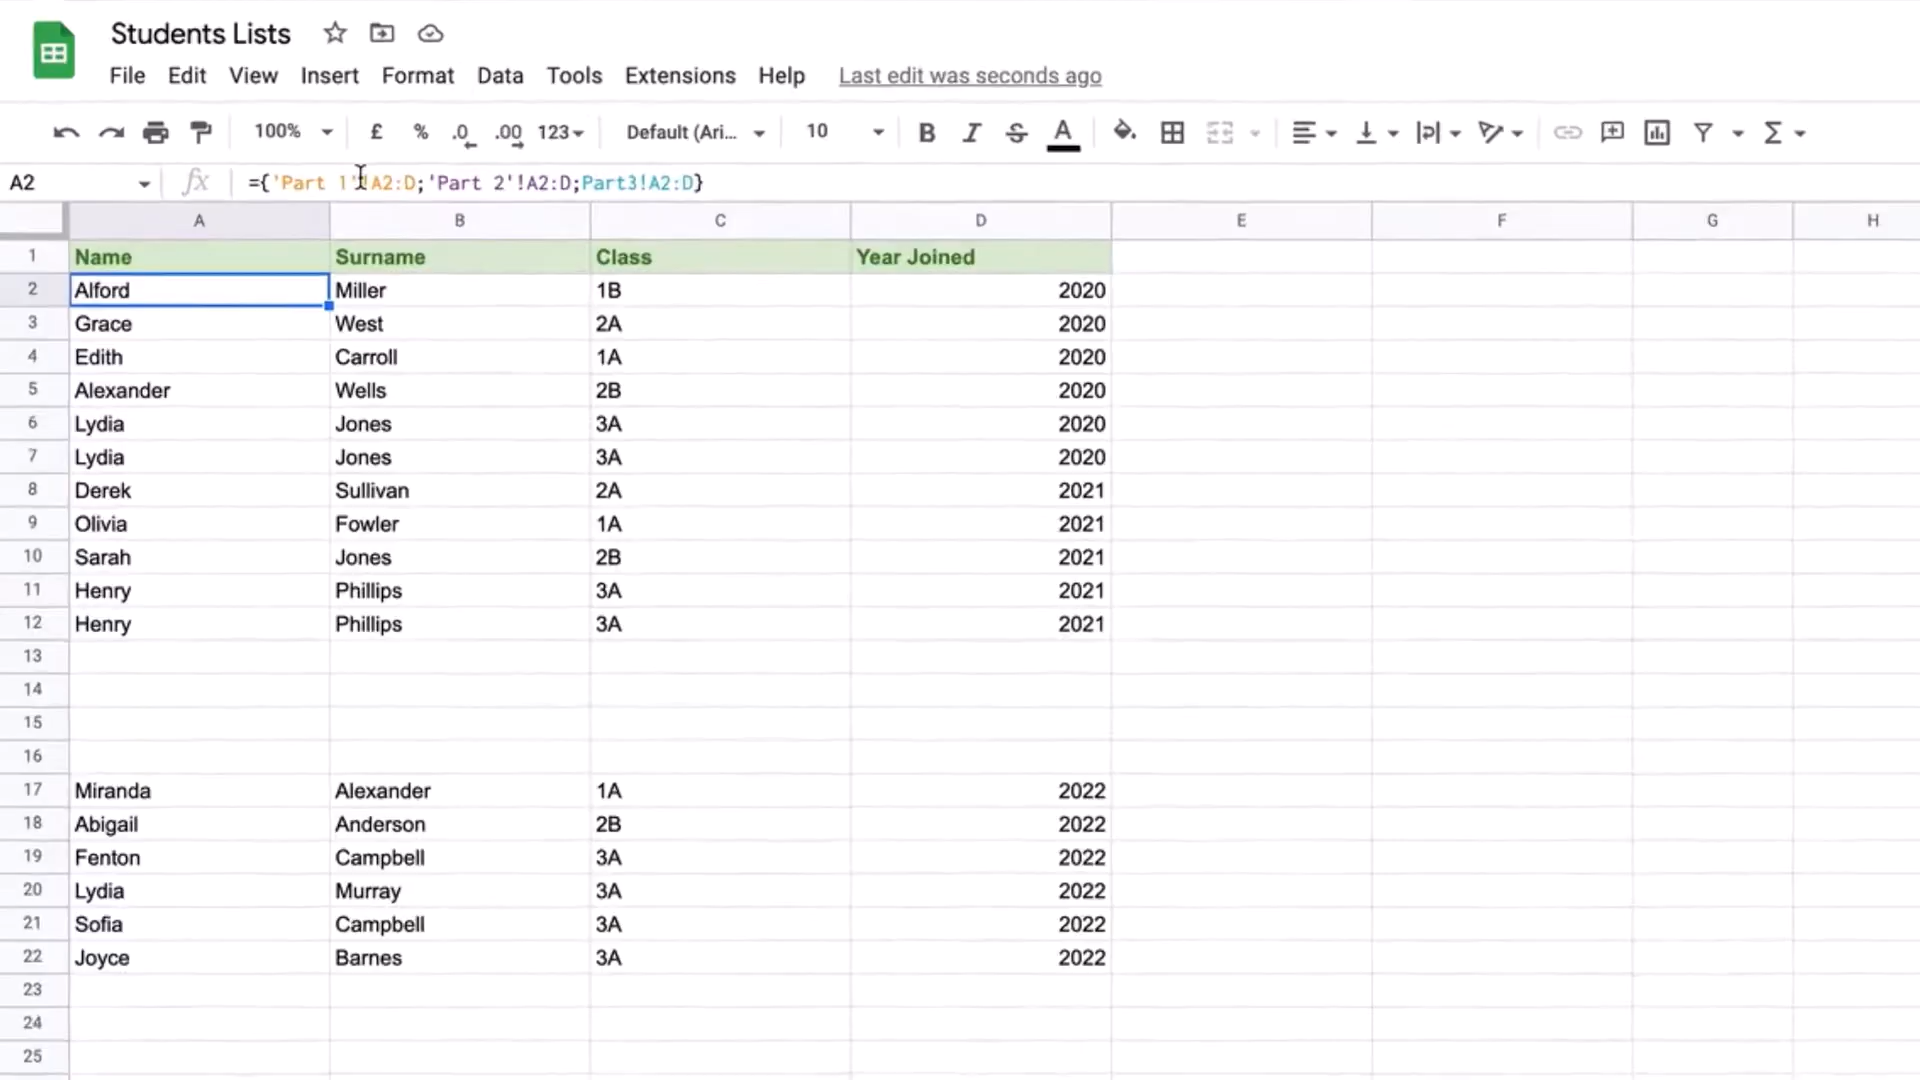 Students Lists
File Edit View Insert Format Data Tools Extensions Help Last edit was seconds ago
100% £ % .0 .00 123 Default (Ari... 10 B I S A Σ
A2 fx ={'Part 1'!A2:D;'Part 2'!A2:D;Part3!A2:D}
A B C D E F G H
1 Name Surname Class Year Joined
2 Alford Miller 1B 2020
3 Grace West 2A 2020
4 Edith Carroll 1A 2020
5 Alexander Wells 2B 2020
6 Lydia Jones 3A 2020
7 Lydia Jones 3A 2020
8 Derek Sullivan 2A 2021
9 Olivia Fowler 1A 2021
10 Sarah Jones 2B 2021
11 Henry Phillips 3A 2021
12 Henry Phillips 3A 2021
13
14
15
16
17 Miranda Alexander 1A 2022
18 Abigail Anderson 2B 2022
19 Fenton Campbell 3A 2022
20 Lydia Murray 3A 2022
21 Sofia Campbell 3A 2022
22 Joyce Barnes 3A 2022
23
24
25